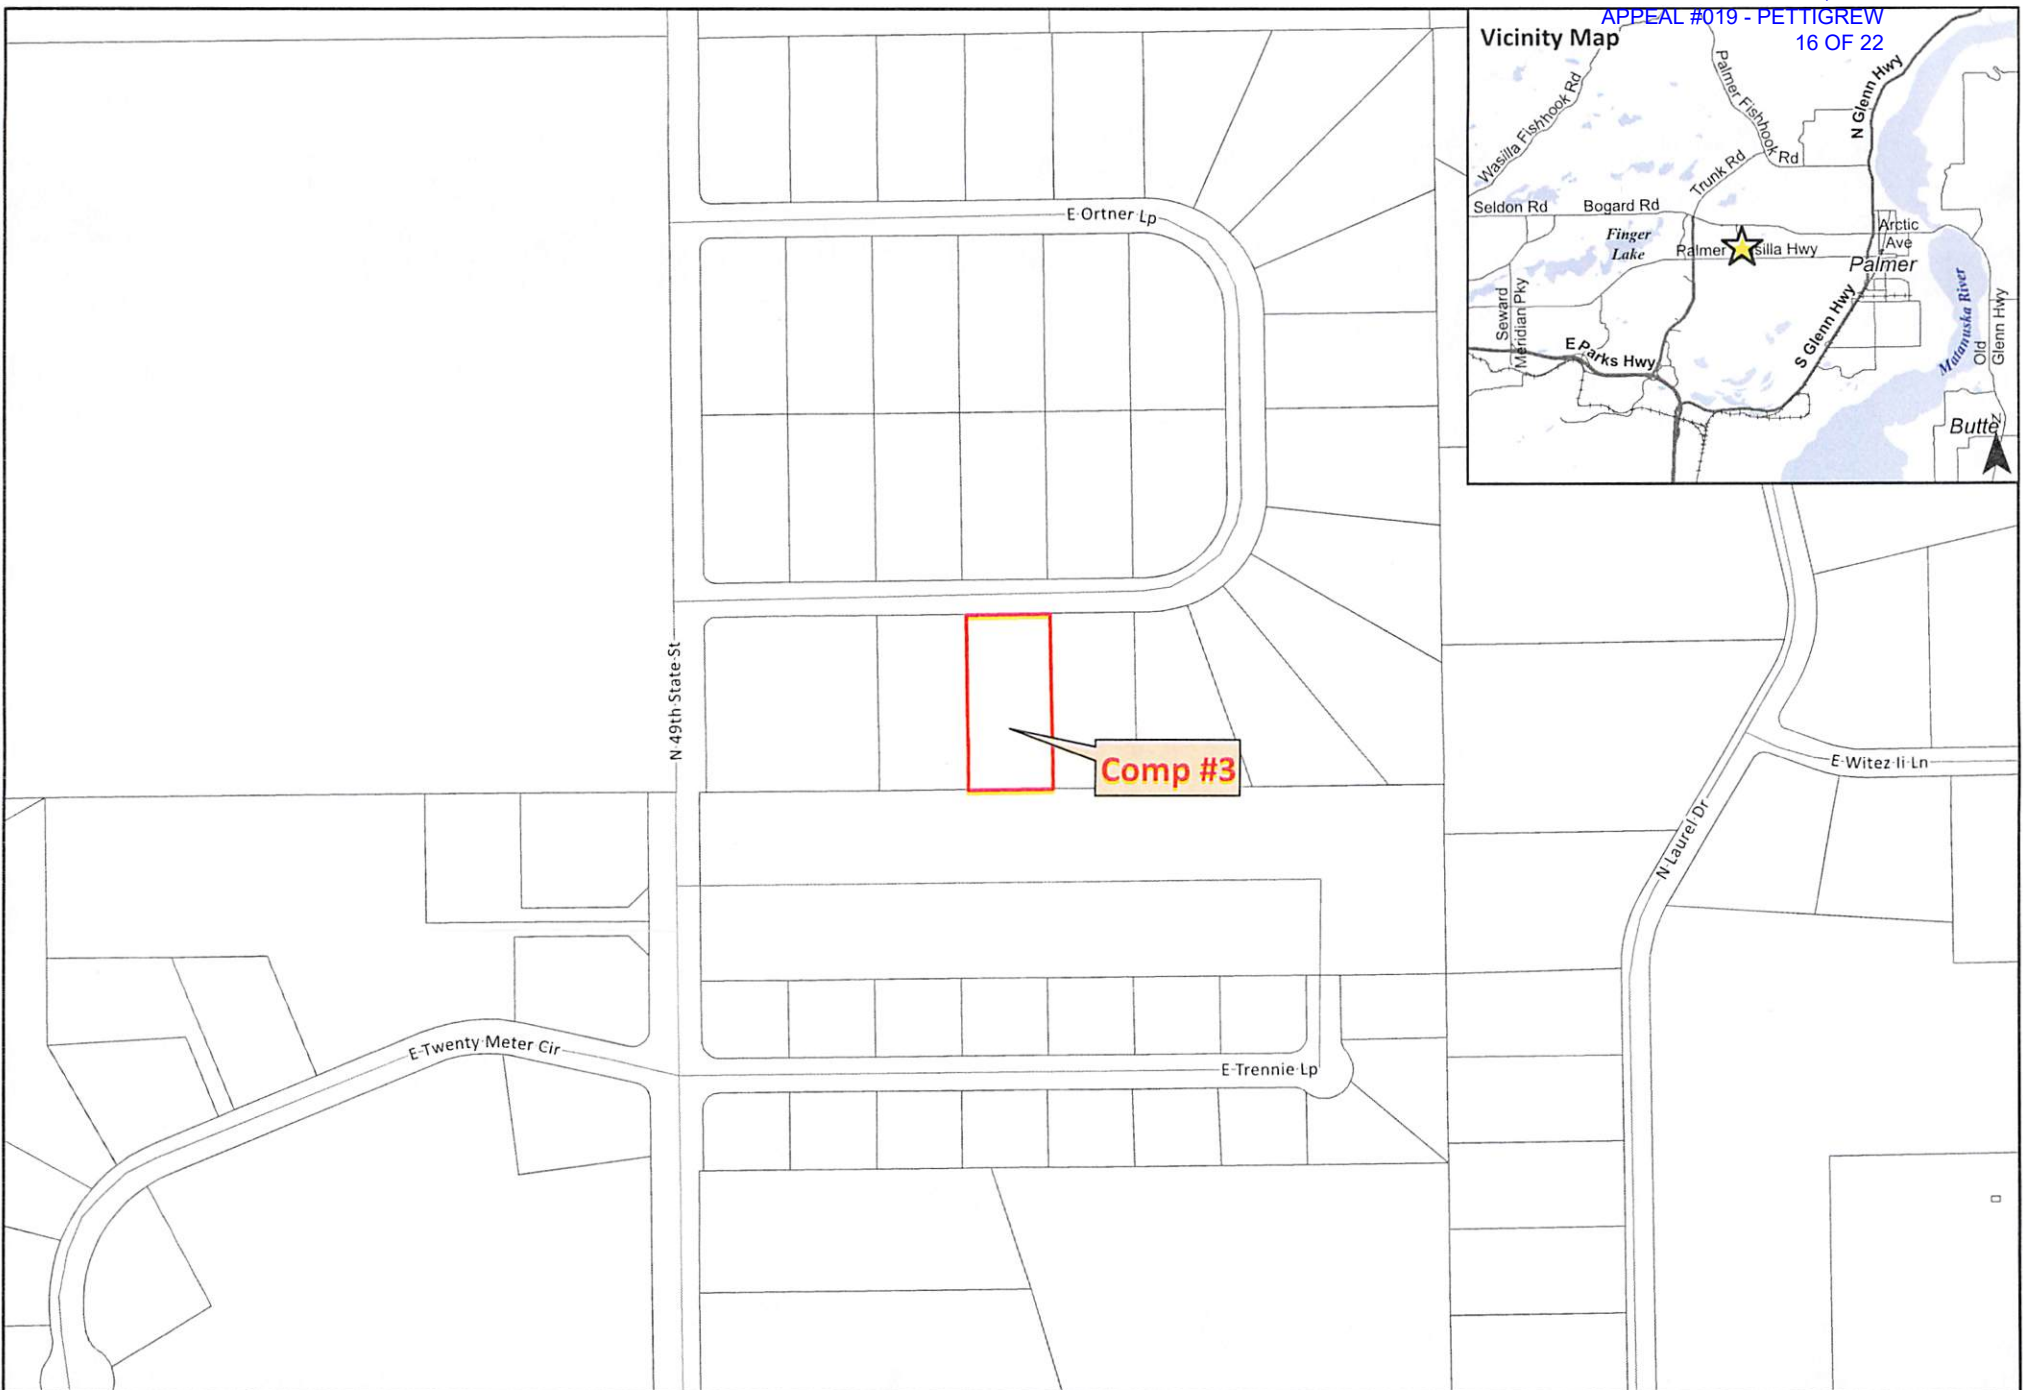 APPEAL #019 - PETTIGREW
16 OF 22
Vicinity Map
Wasilla Fishhook Rd
Palmer Fishhook
Rd
N Glenn Hwy
Trunk Rd
Seldon Rd
Bogard Rd
Finger
Lake
Palmer
silla Hwy
Arctic
Ave
Palmer
Seward
Meridian Pky
E Parks Hwy
S Glenn Hwy
Matanuska River
Old
Glenn Hwy
Butte
E Ortner Lp
N 49th State St
Comp #3
E Witez Ii Ln
N Laurel Dr
E Twenty Meter Cir
E Trennie Lp